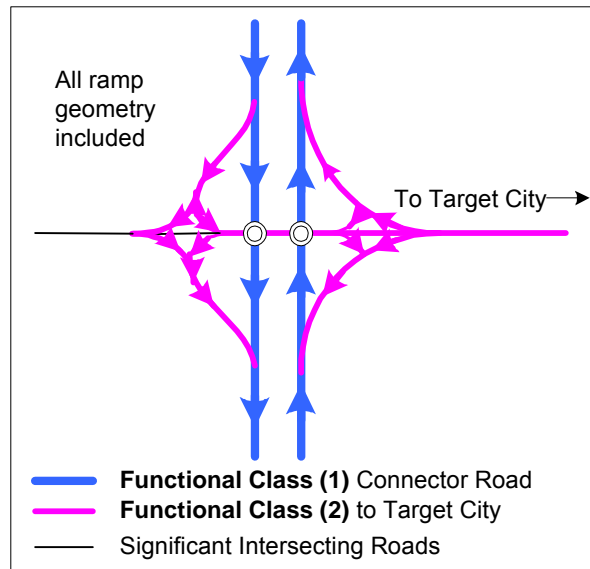 All ramp
geometry
included
To Target City
Functional Class (1) Connector Road
Functional Class (2) to Target City
Significant Intersecting Roads